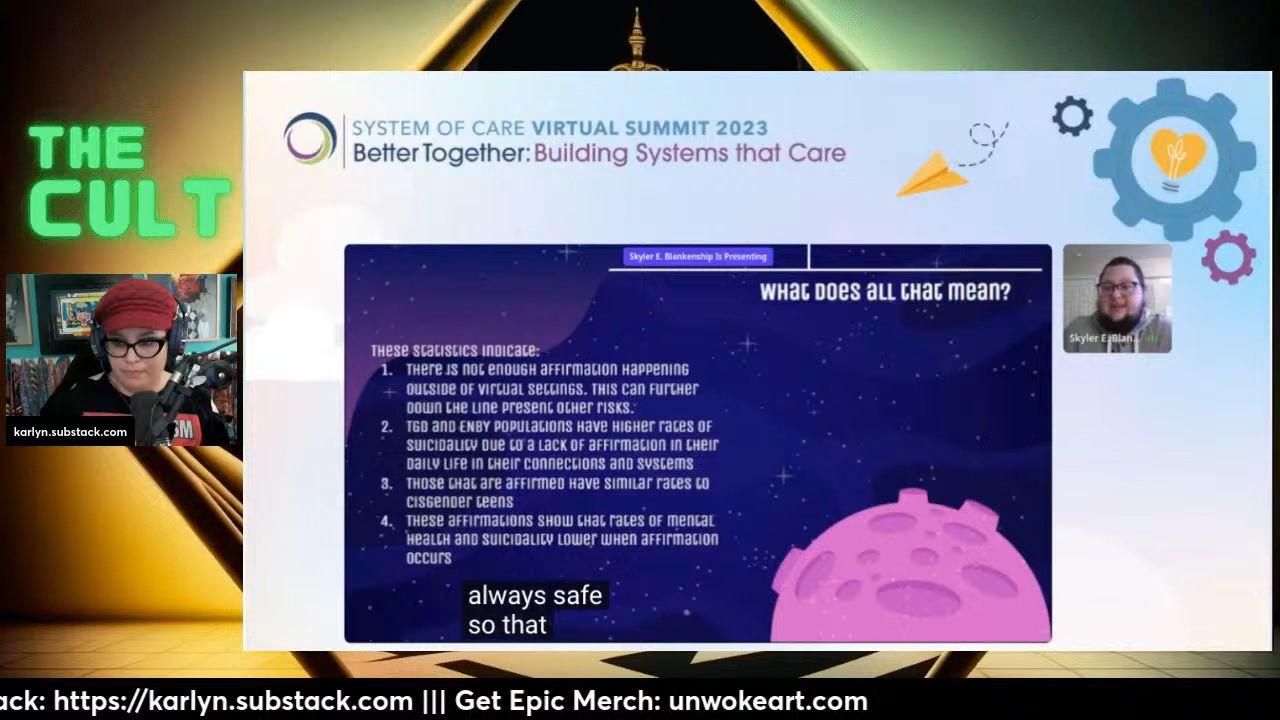 THE
CULT
karlyn.substack.com
SYSTEM OF CARE VIRTUAL SUMMIT 2023
Better Together: Building Systems that Care
Skyler E. Blankenship Is Presenting
What does all that mean?
These statistics indicate:
1. There is not enough affirmation happening
outside of virtual settings. This can further
down the line present other risks.
2. TGD and ENBY populations have higher rates of
suicidality due to a lack of affirmation in their
daily life in their connections and systems
3. Those that are affirmed have similar rates to
cisgender teens
4. These affirmations show that rates of mental
health and suicidality lower when affirmation
occurs
always safe
so that
Skyler E. Blan...
SM
ack: https://karlyn.substack.com ||| Get Epic Merch: unwokeart.com